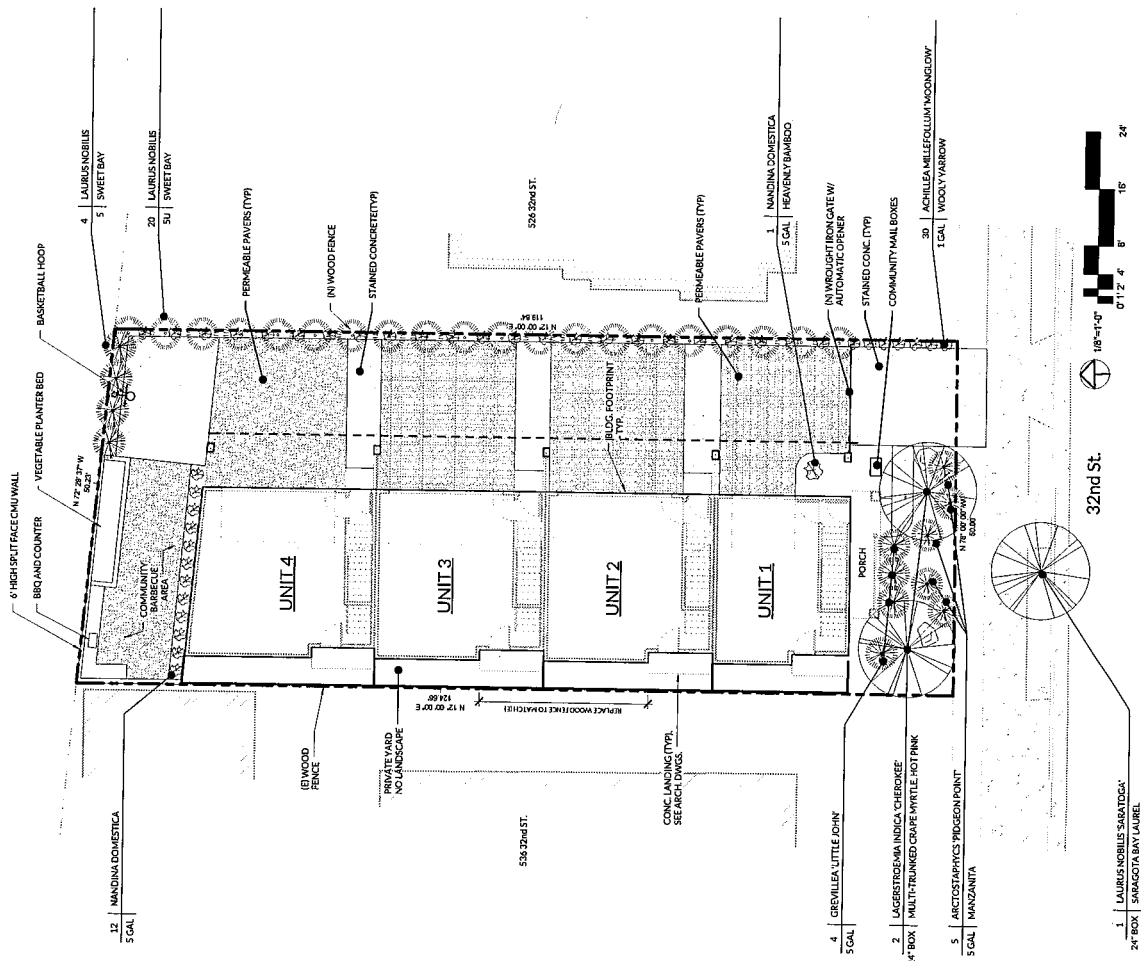 6' HIGH SPLIT FACE CMU WALL
BBQ AND COUNTER
VEGETABLE PLANTER BED
BASKETBALL HOOP
4 LAURUS NOBILIS
5 SWEET BAY
20 LAURUS NOBILIS
5U SWEET BAY
12 NANDINA DOMESTICA
5 GAL
N 72° 28' 37" W
50.23'
COMMUNITY
BARBECUE
AREA
PERMEABLE PAVERS (TYP)
(N) WOOD FENCE
STAINED CONCRETE(TYP)
N 12° 00' 00" E
119.84'
526 32nd ST.
UNIT 4
UNIT 3
UNIT 2
UNIT 1
BLDG. FOOTPRINT
TYP.
(E) WOOD
FENCE
PRIVATE YARD
NO LANDSCAPE
N 12° 00' 00" E
124.66'
REPLACE WOOD FENCE TO MATCH (E)
CONC. LANDING (TYP).
SEE ARCH. DWGS.
536 32nd ST.
PERMEABLE PAVERS (TYP)
1 NANDINA DOMESTICA
5 GAL HEAVENLY BAMBOO
(N) WROUGHT IRON GATE W/
AUTOMATIC OPENER
STAINED CONC. (TYP)
COMMUNITY MAIL BOXES
30 ACHILLEA MILLEFOLLUM 'MOONGLOW'
1 GAL WOOLY YARROW
PORCH
N 78° 00' 00" W
50.00'
4 GREVILLEA 'LITTLE JOHN'
5 GAL
2 LAGERSTROEMIA INDICA 'CHEROKEE'
24" BOX MULTI-TRUNKED CRAPE MYRTLE, HOT PINK
5 ARCTOSTAPHYCS 'PIDGEON POINT'
5 GAL MANZANITA
1 LAURUS NOBILIS 'SARATOGA'
24" BOX SARAGOTA BAY LAUREL
32nd St.
1/8"=1'-0"
0' 1' 2' 4' 8' 16' 24'